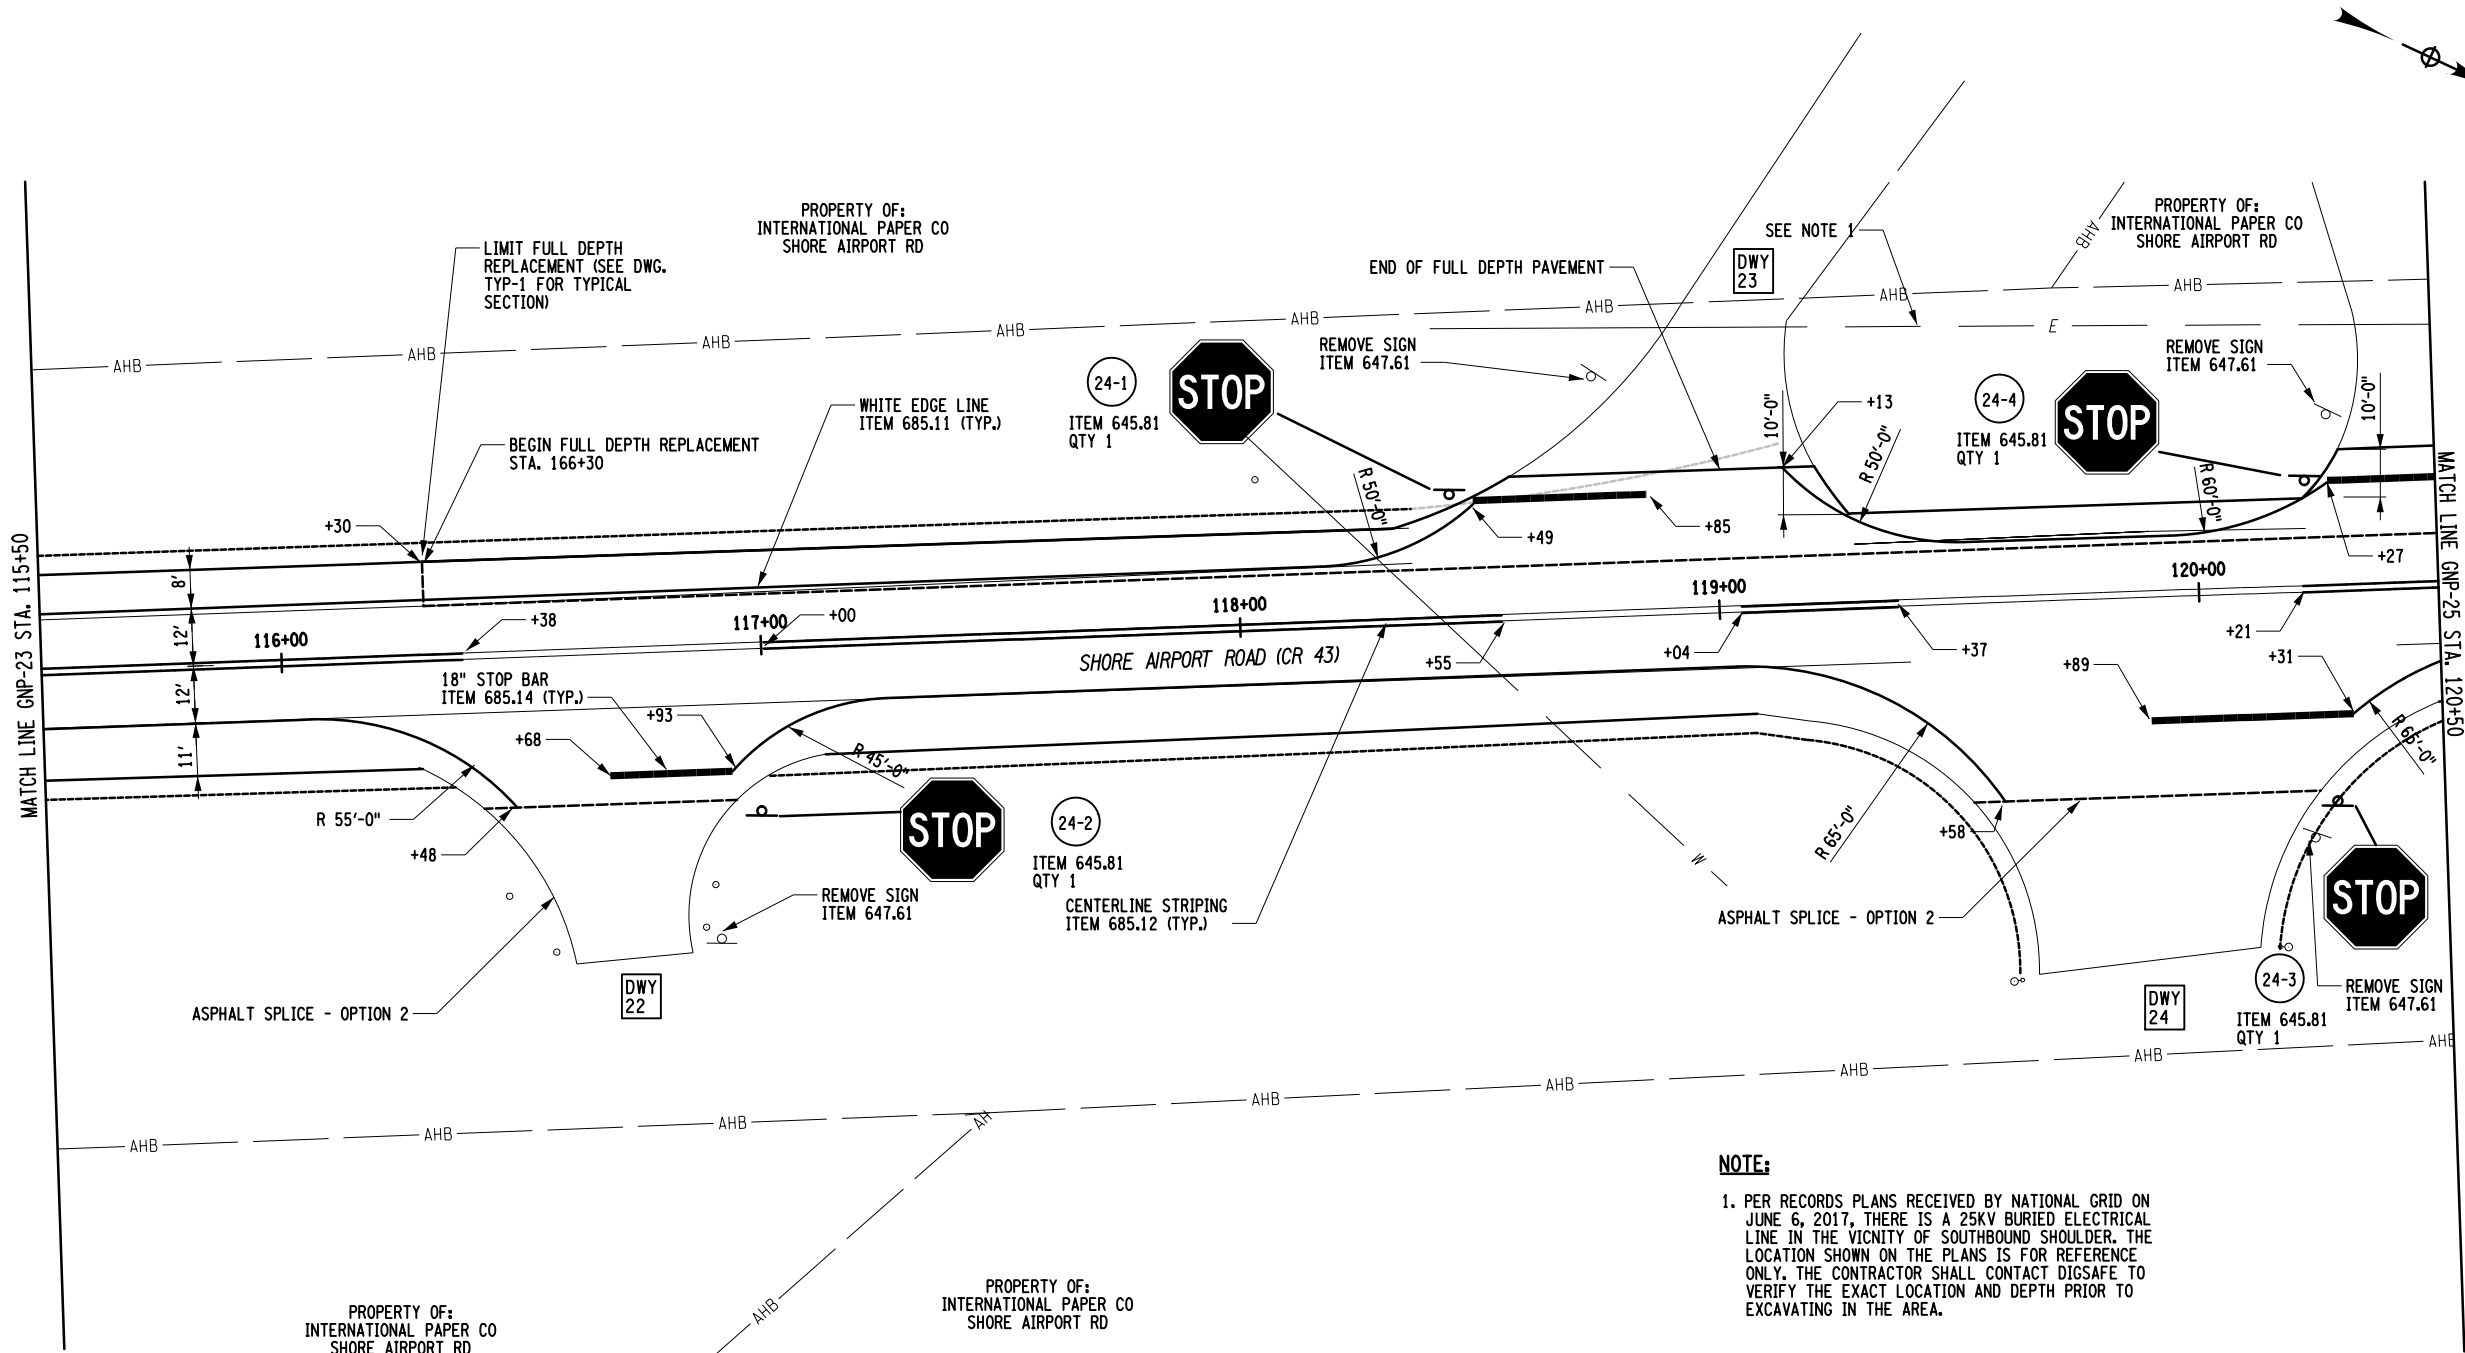 PROPERTY OF:
INTERNATIONAL PAPER CO
SHORE AIRPORT RD
PROPERTY OF:
INTERNATIONAL PAPER CO
SHORE AIRPORT RD
LIMIT FULL DEPTH
REPLACEMENT (SEE DWG.
TYP-1 FOR TYPICAL
SECTION)
SEE NOTE 1
END OF FULL DEPTH PAVEMENT
DWY
23
AHB
AHB
AHB
AHB
AHB
AHB
AHB
AHB
AHB
E
REMOVE SIGN
ITEM 647.61
REMOVE SIGN
ITEM 647.61
24-1
ITEM 645.81
QTY 1
STOP
24-4
ITEM 645.81
QTY 1
STOP
WHITE EDGE LINE
ITEM 685.11 (TYP.)
BEGIN FULL DEPTH REPLACEMENT
STA. 166+30
10'-0"
+13
R 50'-0"
10'-0"
R 50'-0"
R 60'-0"
+30
+49
+85
+27
MATCH LINE GNP-23 STA. 115+50
MATCH LINE GNP-25 STA. 120+50
8'
12'
12'
11'
116+00
+38
117+00
+00
118+00
119+00
120+00
SHORE AIRPORT ROAD (CR 43)
+55
+04
+37
+21
+89
+31
18" STOP BAR
ITEM 685.14 (TYP.)
+93
+68
R 45'-0"
R 55'-0"
+48
STOP
24-2
ITEM 645.81
QTY 1
REMOVE SIGN
ITEM 647.61
CENTERLINE STRIPING
ITEM 685.12 (TYP.)
W
R 65'-0"
+58
R 65'-0"
ASPHALT SPLICE - OPTION 2
STOP
24-3
ITEM 645.81
QTY 1
REMOVE SIGN
ITEM 647.61
ASPHALT SPLICE - OPTION 2
DWY
22
DWY
24
AHB
AHB
AHB
AH
AHB
AHB
AHB
AHB
AHB
AHB
PROPERTY OF:
INTERNATIONAL PAPER CO
SHORE AIRPORT RD
PROPERTY OF:
INTERNATIONAL PAPER CO
SHORE AIRPORT RD
NOTE:
1. PER RECORDS PLANS RECEIVED BY NATIONAL GRID ON
JUNE 6, 2017, THERE IS A 25KV BURIED ELECTRICAL
LINE IN THE VICNITY OF SOUTHBOUND SHOULDER. THE
LOCATION SHOWN ON THE PLANS IS FOR REFERENCE
ONLY. THE CONTRACTOR SHALL CONTACT DIGSAFE TO
VERIFY THE EXACT LOCATION AND DEPTH PRIOR TO
EXCAVATING IN THE AREA.